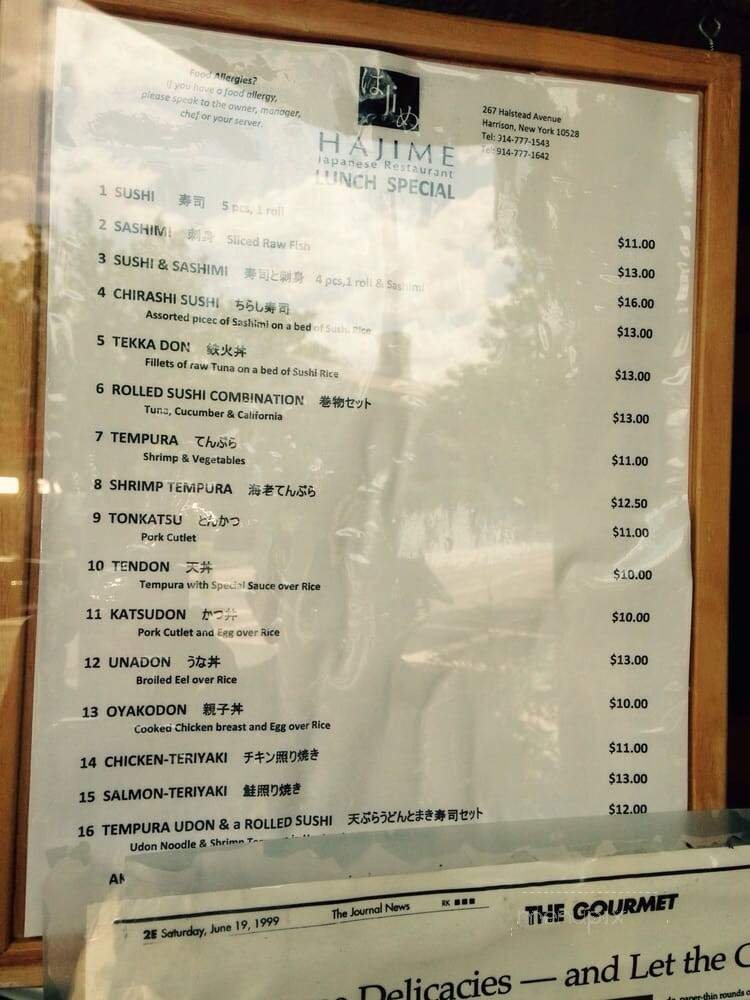 Food Allergies?
If you have a food allergy,
please speak to the owner, manager,
chef or your server.
はjiめ
HAJIME
Japanese Restaurant
LUNCH SPECIAL
267 Halstead Avenue
Harrison, New York 10528
Tel: 914-777-1543
Tel: 914-777-1642
1 SUSHI 寿司 5 pcs, 1 roll $11.00
2 SASHIMI 刺身 Sliced Raw Fish $13.00
3 SUSHI & SASHIMI 寿司と刺身 4 pcs,1 roll & Sashimi $16.00
4 CHIRASHI SUSHI ちらし寿司 $13.00
Assorted picec of Sashimi on a bed of Sushi Rice
5 TEKKA DON 鉄火丼 $13.00
Fillets of raw Tuna on a bed of Sushi Rice
6 ROLLED SUSHI COMBINATION 巻物セット $13.00
Tuna, Cucumber & California
7 TEMPURA てんぷら $11.00
Shrimp & Vegetables
8 SHRIMP TEMPURA 海老てんぷら $12.50
9 TONKATSU とんかつ $11.00
Pork Cutlet
10 TENDON 天丼 $10.00
Tempura with Special Sauce over Rice
11 KATSUDON かつ丼 $10.00
Pork Cutlet and Egg over Rice
12 UNADON うな丼 $13.00
Broiled Eel over Rice
13 OYAKODON 親子丼 $10.00
Cooked Chicken breast and Egg over Rice
14 CHICKEN-TERIYAKI チキン照り焼き $11.00
15 SALMON-TERIYAKI 鮭照り焼き $13.00
16 TEMPURA UDON & a ROLLED SUSHI 天ぷらうどんとまき寿司セット $12.00
Udon Noodle & Shrimp
2E Saturday, June 19, 1999 The Journal News RK THE GOURMET
Delicacies — and Let the
paper-thin rounds